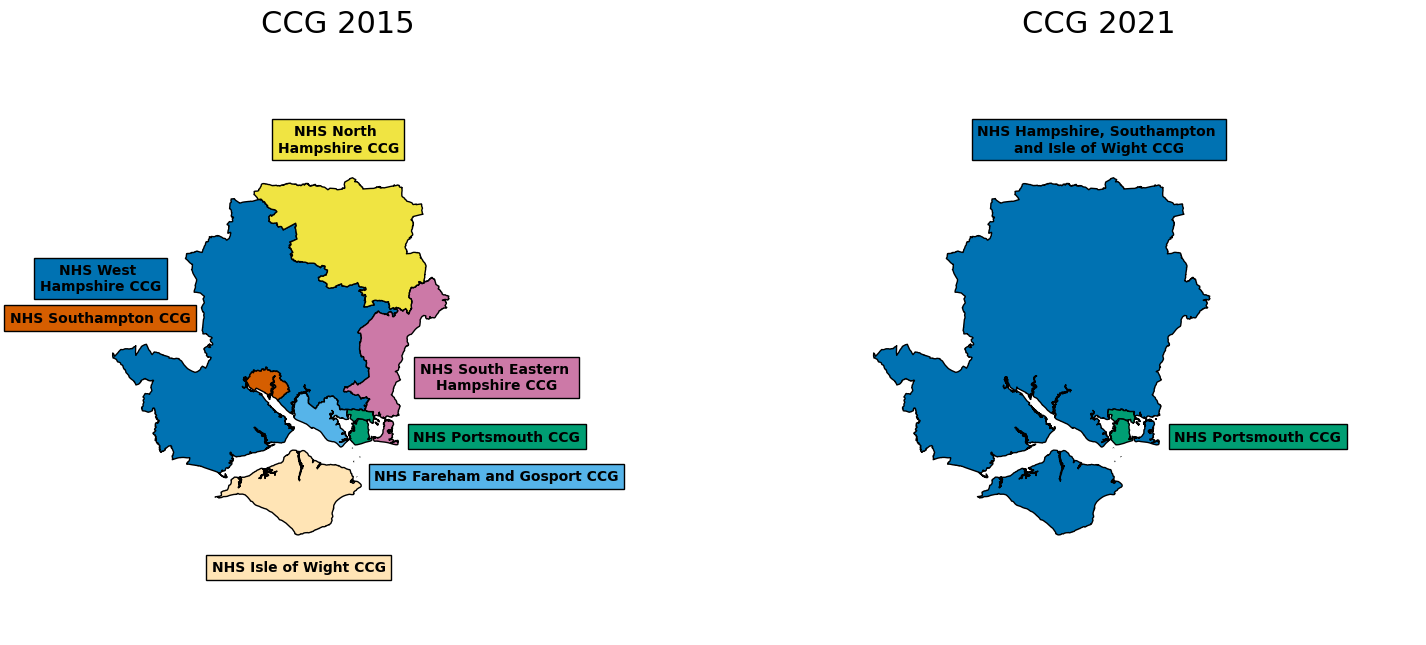 CCG 2015
NHS North
Hampshire CCG
NHS West
Hampshire CCG
NHS Southampton CCG
NHS South Eastern
Hampshire CCG
NHS Portsmouth CCG
NHS Fareham and Gosport CCG
NHS Isle of Wight CCG
CCG 2021
NHS Hampshire, Southampton
and Isle of Wight CCG
NHS Portsmouth CCG